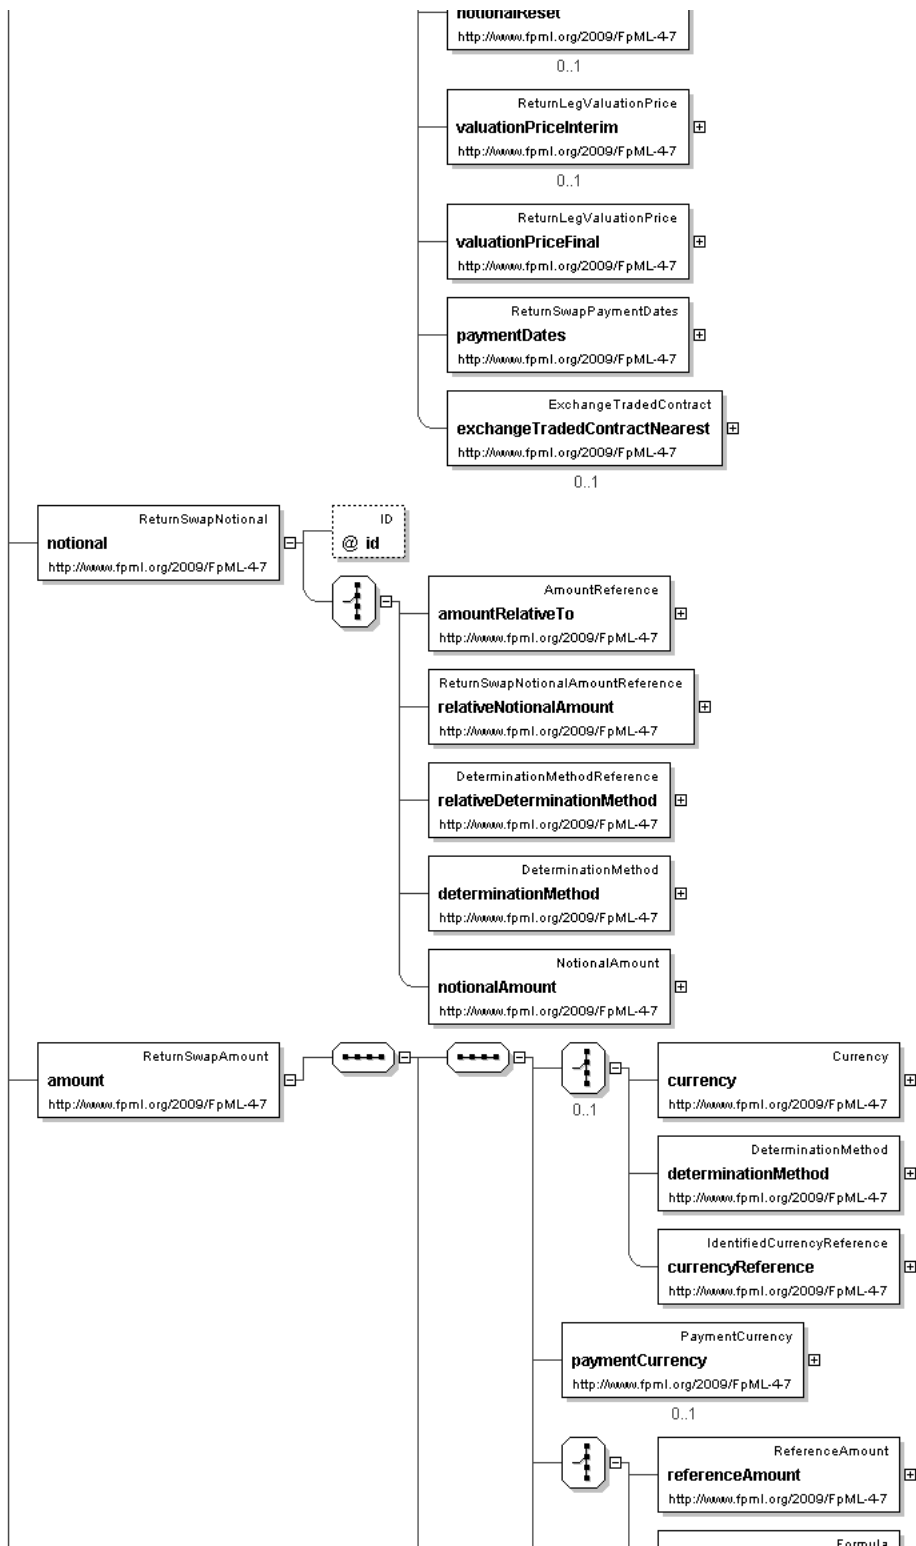 notionalReset
http://www.fpml.org/2009/FpML-4-7
0..1
ReturnLegValuationPrice
valuationPriceInterim
http://www.fpml.org/2009/FpML-4-7
0..1
ReturnLegValuationPrice
valuationPriceFinal
http://www.fpml.org/2009/FpML-4-7
ReturnSwapPaymentDates
paymentDates
http://www.fpml.org/2009/FpML-4-7
ExchangeTradedContract
exchangeTradedContractNearest
http://www.fpml.org/2009/FpML-4-7
0..1
ReturnSwapNotional
notional
http://www.fpml.org/2009/FpML-4-7
ID
@ id
AmountReference
amountRelativeTo
http://www.fpml.org/2009/FpML-4-7
ReturnSwapNotionalAmountReference
relativeNotionalAmount
http://www.fpml.org/2009/FpML-4-7
DeterminationMethodReference
relativeDeterminationMethod
http://www.fpml.org/2009/FpML-4-7
DeterminationMethod
determinationMethod
http://www.fpml.org/2009/FpML-4-7
NotionalAmount
notionalAmount
http://www.fpml.org/2009/FpML-4-7
ReturnSwapAmount
amount
http://www.fpml.org/2009/FpML-4-7
0..1
Currency
currency
http://www.fpml.org/2009/FpML-4-7
DeterminationMethod
determinationMethod
http://www.fpml.org/2009/FpML-4-7
IdentifiedCurrencyReference
currencyReference
http://www.fpml.org/2009/FpML-4-7
PaymentCurrency
paymentCurrency
http://www.fpml.org/2009/FpML-4-7
0..1
ReferenceAmount
referenceAmount
http://www.fpml.org/2009/FpML-4-7
Formula